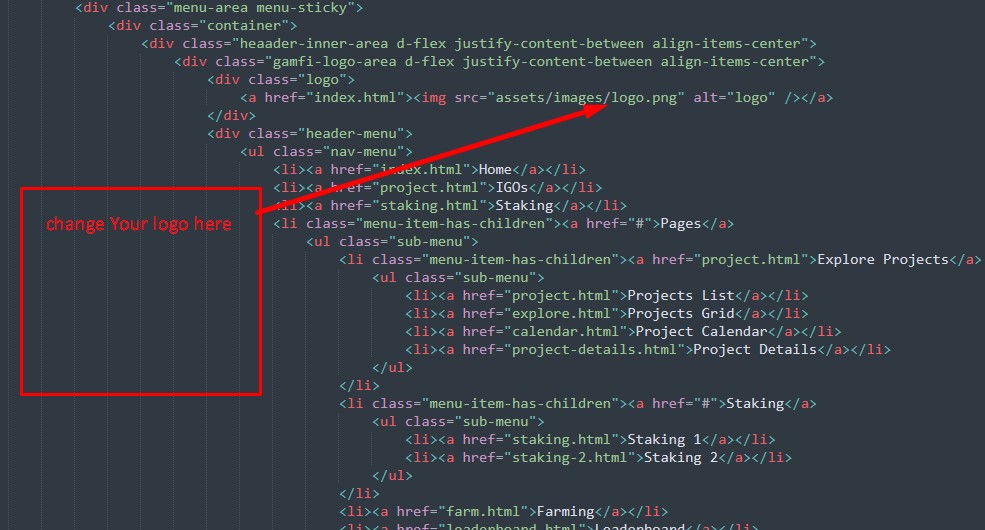 <div class="menu-area menu-sticky">
<div class="container">
<div class="heaader-inner-area d-flex justify-content-between align-items-center">
<div class="gamfi-logo-area d-flex justify-content-between align-items-center">
<div class="logo">
<a href="index.html"><img src="assets/images/logo.png" alt="logo" /></a>
</div>
<div class="header-menu">
<ul class="nav-menu">
<li><a href="index.html">Home</a></li>
<li><a href="project.html">IGOs</a></li>
<li><a href="staking.html">Staking</a></li>
change Your logo here
<li class="menu-item-has-children"><a href="#">Pages</a>
<ul class="sub-menu">
<li class="menu-item-has-children"><a href="project.html">Explore Projects</a>
<ul class="sub-menu">
<li><a href="project.html">Projects List</a></li>
<li><a href="explore.html">Projects Grid</a></li>
<li><a href="calendar.html">Project Calendar</a></li>
<li><a href="project-details.html">Project Details</a></li>
</ul>
</li>
<li class="menu-item-has-children"><a href="#">Staking</a>
<ul class="sub-menu">
<li><a href="staking.html">Staking 1</a></li>
<li><a href="staking-2.html">Staking 2</a></li>
</ul>
</li>
<li><a href="farm.html">Farming</a></li>
<li><a href="leaderboard.html">Leaderboard</a></li>